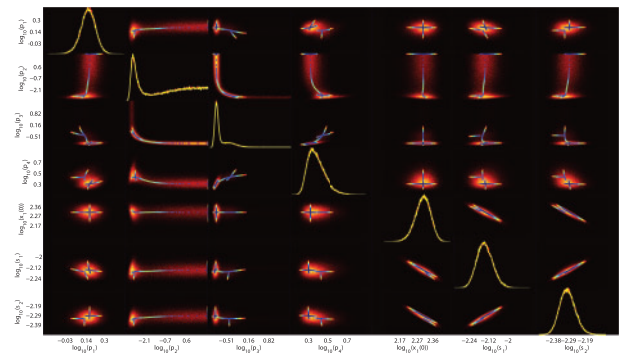 log₁₀(p₁)
0.3
0.14
-0.03
log₁₀(p₂)
0.6
-0.7
-2.1
log₁₀(p₃)
0.82
0.16
-0.51
log₁₀(p₄)
0.7
0.5
0.3
log₁₀(x₁(0))
2.36
2.27
2.17
log₁₀(s₁)
-2
-2.12
-2.24
log₁₀(s₂)
-2.19
-2.29
-2.39
-0.03 0.14 0.3 -2.1 -0.7 0.6 -0.51 0.16 0.82 0.3 0.5 0.7 2.17 2.27 2.36 -2.24 -2.12 -2 -2.38 -2.29 -2.19
log₁₀(p₁) log₁₀(p₂) log₁₀(p₃) log₁₀(p₄) log₁₀(x₁(0)) log₁₀(s₁) log₁₀(s₂)